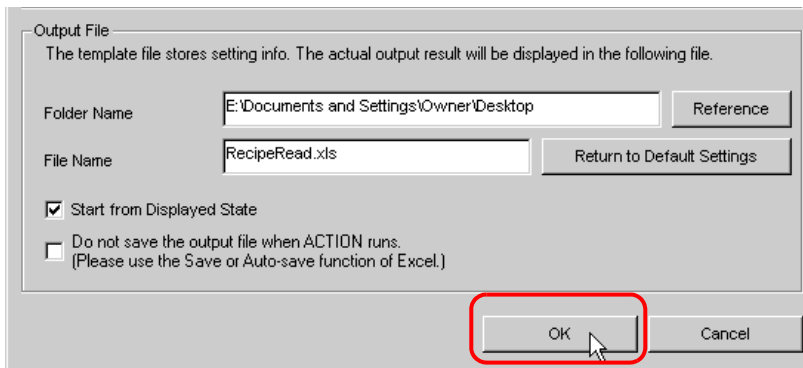 Output File
The template file stores setting info. The actual output result will be displayed in the following file.
Folder Name
E:\Documents and Settings\Owner\Desktop
Reference
File Name
RecipeRead.xls
Return to Default Settings
Start from Displayed State
Do not save the output file when ACTION runs.
(Please use the Save or Auto-save function of Excel.)
OK
Cancel